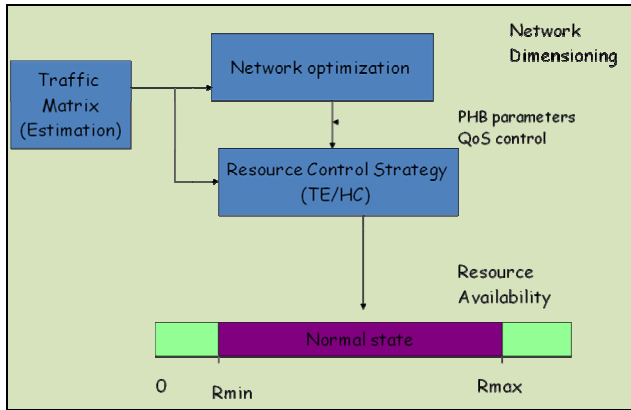 Network
Dimensioning
Network optimization
Traffic
Matrix
(Estimation)
PHB parameters
QoS control
Resource Control Strategy
(TE/HC)
Resource
Availability
Normal state
0
Rmin
Rmax